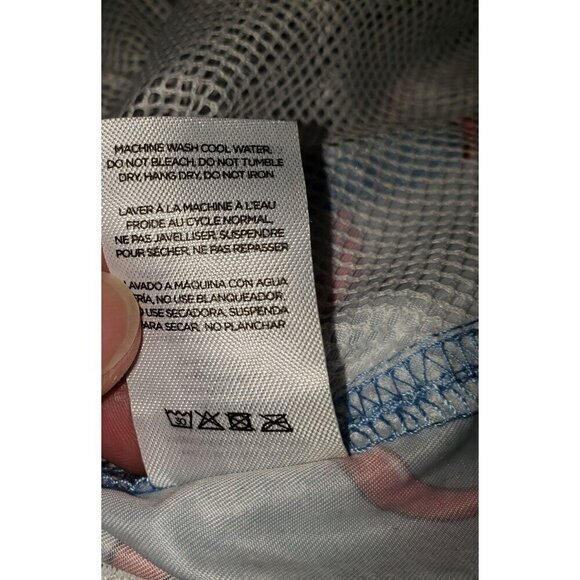 MACHINE WASH COOL WATER,
DO NOT BLEACH, DO NOT TUMBLE
DRY, HANG DRY, DO NOT IRON
LAVER À LA MACHINE À L'EAU
FROIDE AU CYCLE NORMAL,
NE PAS JAVELLISER, SUSPENDRE
POUR SÉCHER, NE PAS REPASSER
LAVADO A MÁQUINA CON AGUA
NO USE BLANQUEADOR,
USE SECADORA, SUSPENDA
PARA SECAR, NO PLANCHAR
30